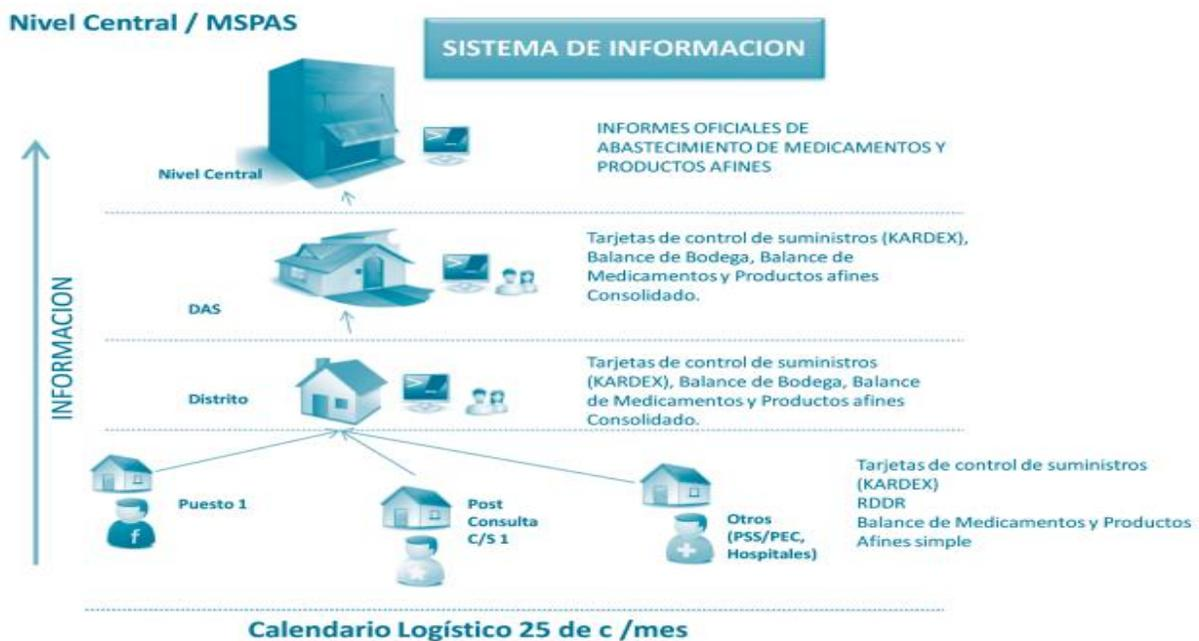 Nivel Central / MSPAS
SISTEMA DE INFORMACION
INFORMES OFICIALES DE
ABASTECIMIENTO DE MEDICAMENTOS Y
PRODUCTOS AFINES
Nivel Central
Tarjetas de control de suministros (KARDEX),
Balance de Bodega, Balance de
Medicamentos y Productos afines
Consolidado.
DAS
INFORMACION
Tarjetas de control de suministros
(KARDEX), Balance de Bodega, Balance
de Medicamentos y Productos afines
Consolidado.
Distrito
Puesto 1
f
Post
Consulta
C/S 1
Otros
(PSS/PEC,
Hospitales)
Tarjetas de control de suministros
(KARDEX)
RDDR
Balance de Medicamentos y Productos
Afines simple
Calendario Logístico 25 de c /mes